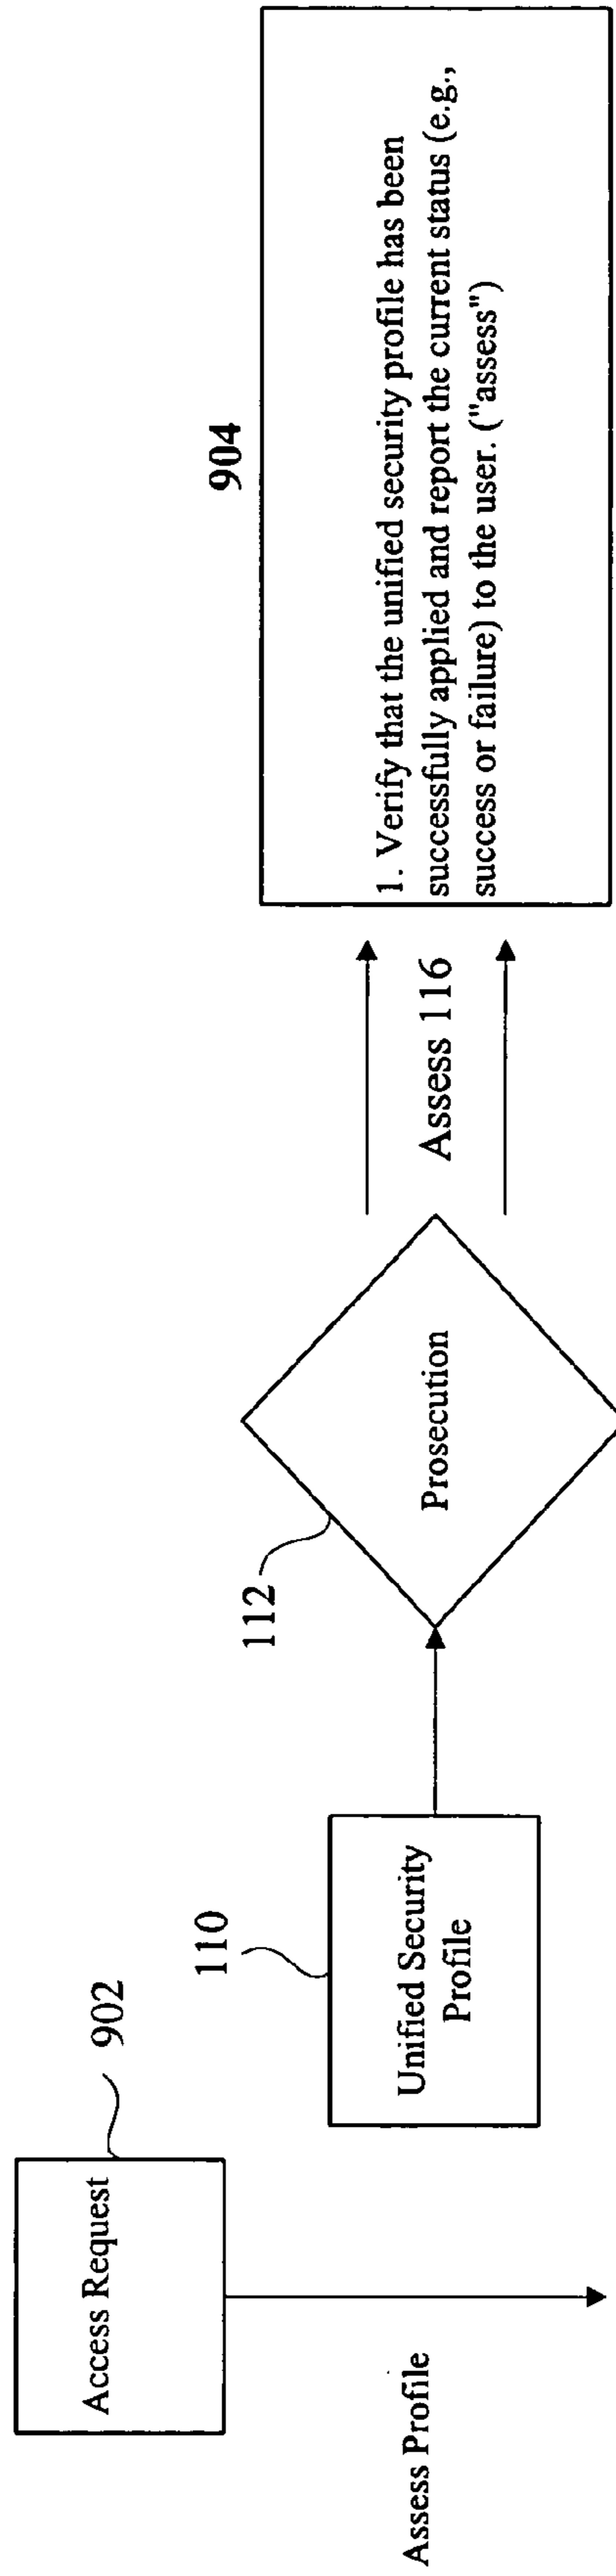 Access Request
902
Assess Profile
110
Unified Security
Profile
112
Prosecution
Assess 116
904
1. Verify that the unified security profile has been
successfully applied and report the current status (e.g.,
success or failure) to the user. ("assess")